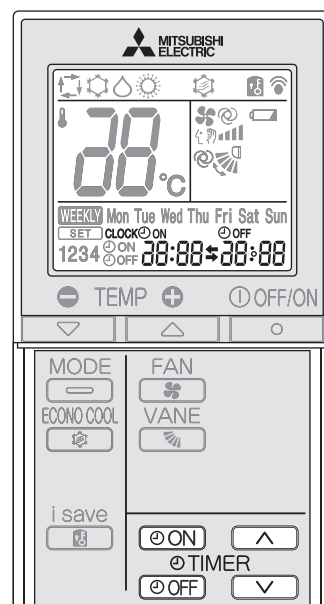 MITSUBISHI
ELECTRIC
88
°C
WEEKLY Mon Tue Wed Thu Fri Sat Sun
SET CLOCK ON OFF
1234 ON OFF 88:88 88:88
TEMP OFF/ON
MODE FAN
ECONO COOL VANE
i save
ON
TIMER
OFF